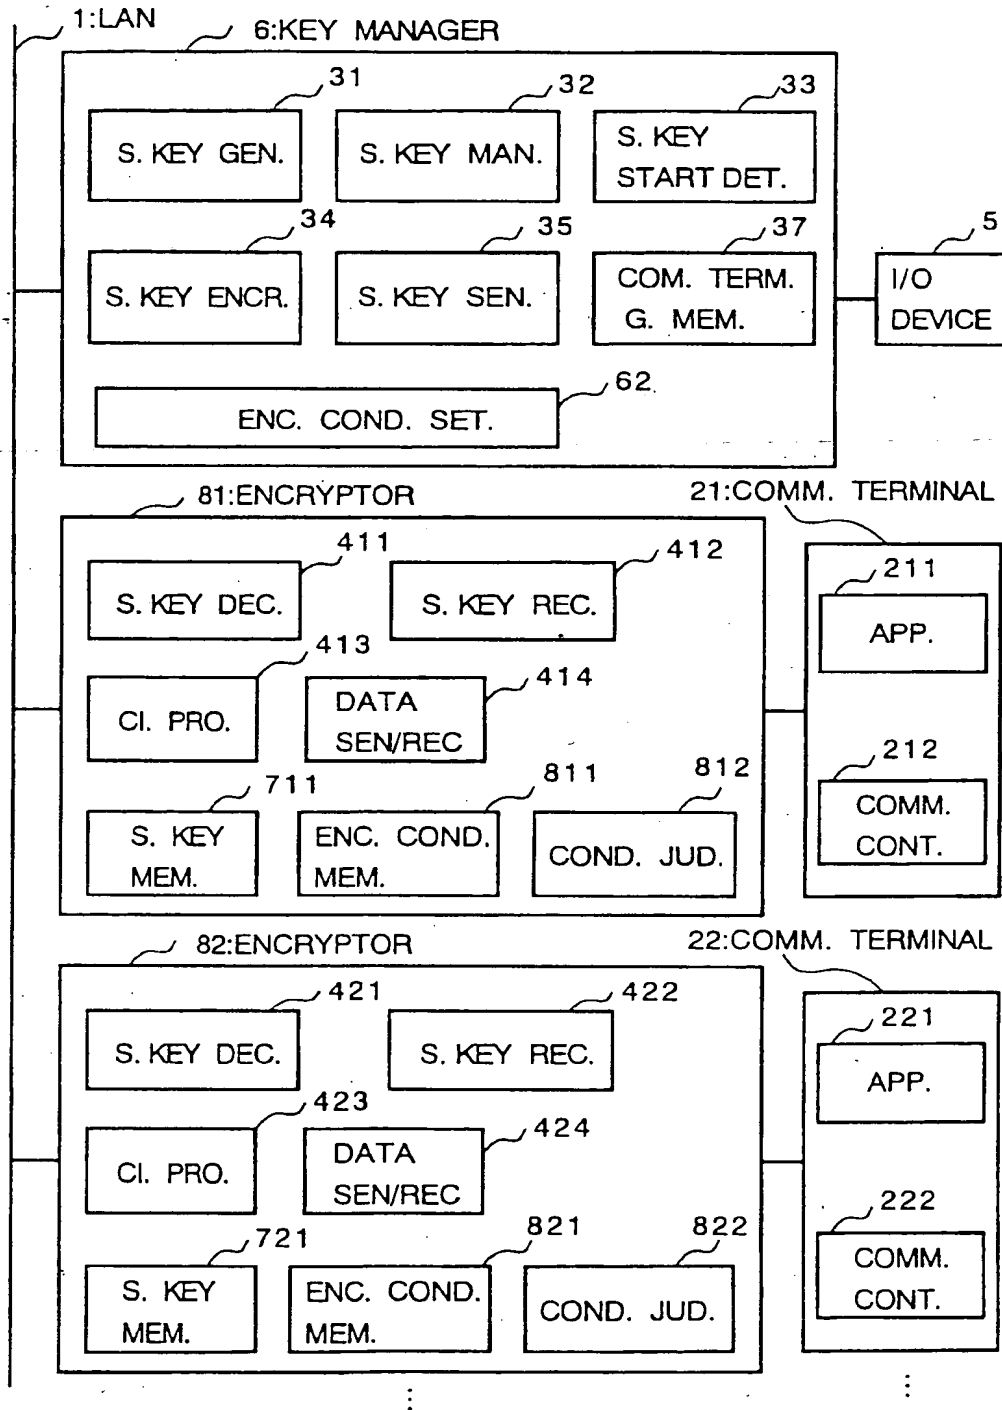 1:LAN
6:KEY MANAGER
31
32
33
S. KEY GEN.
S. KEY MAN.
S. KEY
START DET.
34
35
37
5
S. KEY ENCR.
S. KEY SEN.
COM. TERM.
G. MEM.
I/O
DEVICE
62
ENC. COND. SET.
81:ENCRYPTOR
21:COMM. TERMINAL
411
412
211
S. KEY DEC.
S. KEY REC.
APP.
413
414
CI. PRO.
DATA
SEN/REC
212
711
811
812
COMM.
CONT.
S. KEY
MEM.
ENC. COND.
MEM.
COND. JUD.
82:ENCRYPTOR
22:COMM. TERMINAL
421
422
221
S. KEY DEC.
S. KEY REC.
APP.
423
424
CI. PRO.
DATA
SEN/REC
222
721
821
822
COMM.
CONT.
S. KEY
MEM.
ENC. COND.
MEM.
COND. JUD.